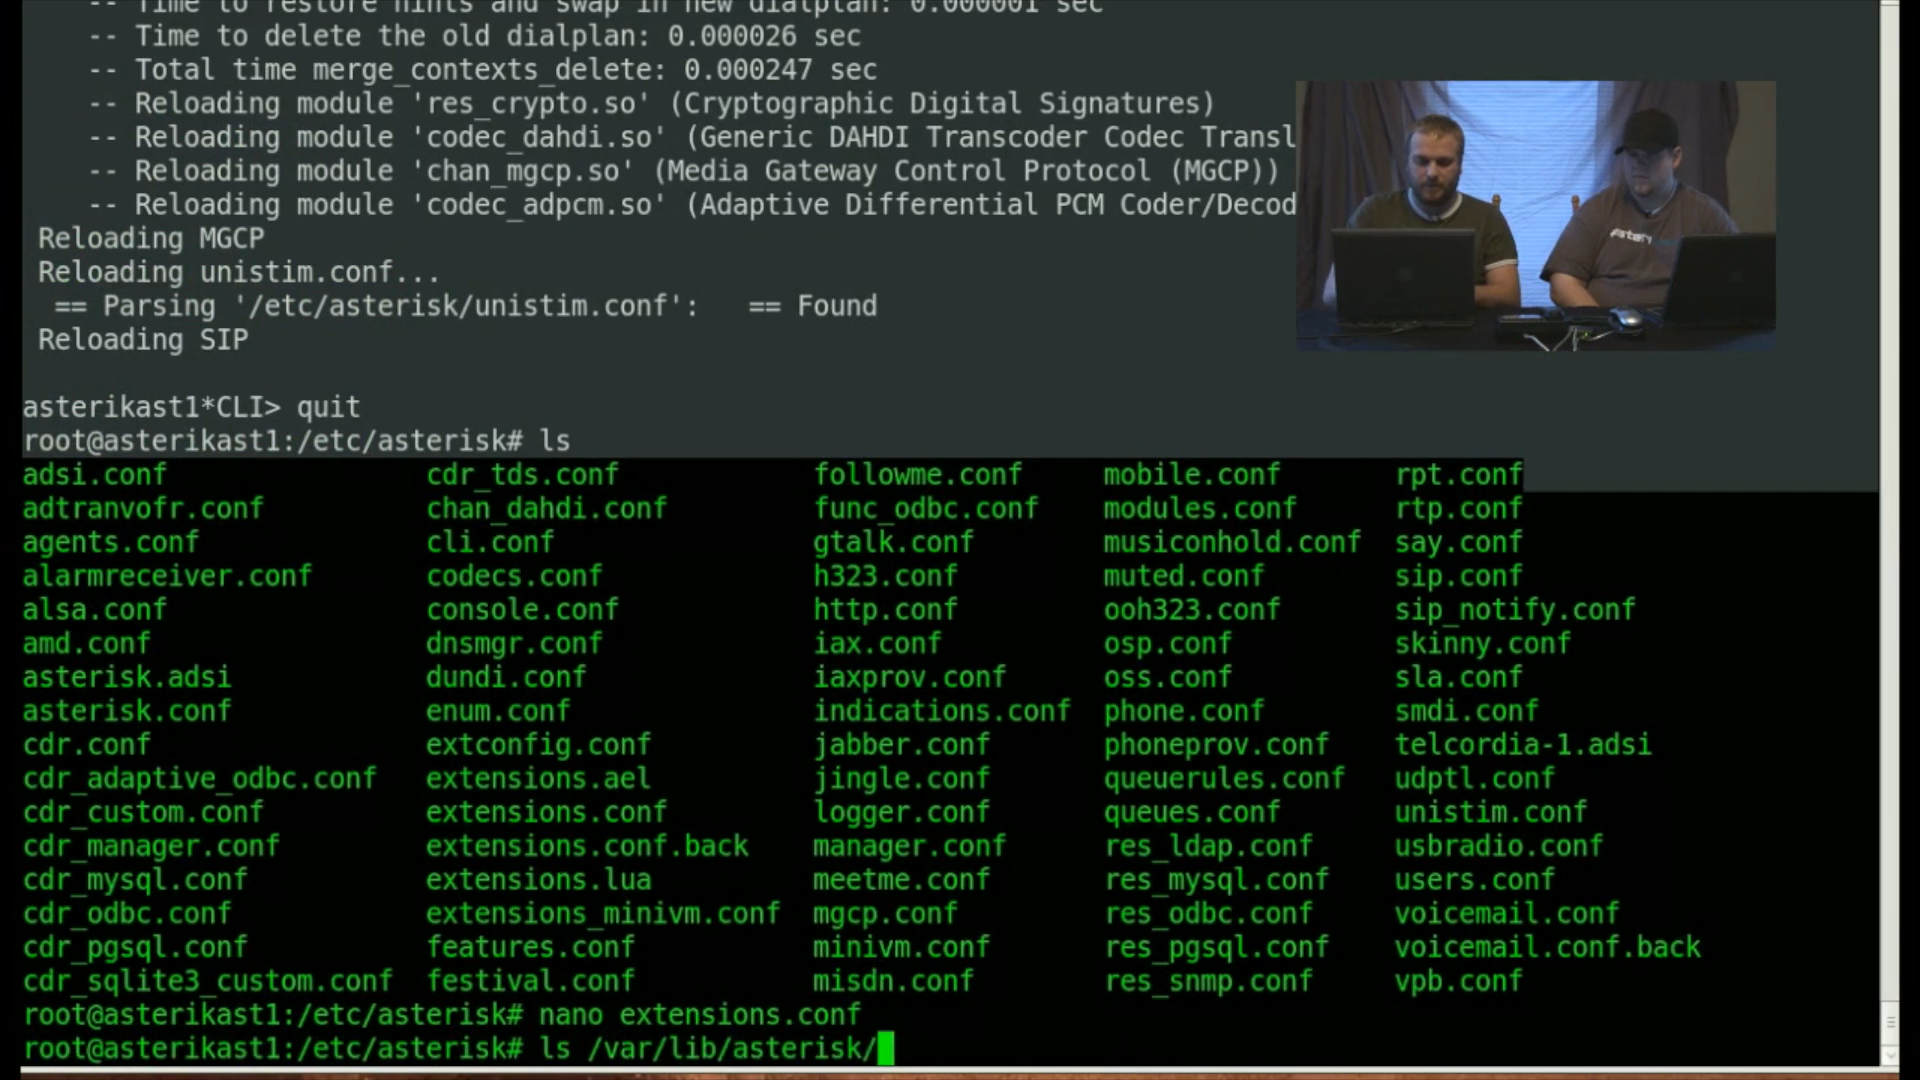 -- Time to restore hints and swap in new dialplan: 0.000001 sec
-- Time to delete the old dialplan: 0.000026 sec
-- Total time merge_contexts_delete: 0.000247 sec
-- Reloading module 'res_crypto.so' (Cryptographic Digital Signatures)
-- Reloading module 'codec_dahdi.so' (Generic DAHDI Transcoder Codec Transl
-- Reloading module 'chan_mgcp.so' (Media Gateway Control Protocol (MGCP))
-- Reloading module 'codec_adpcm.so' (Adaptive Differential PCM Coder/Decod
Reloading MGCP
Reloading unistim.conf...
== Parsing '/etc/asterisk/unistim.conf': == Found
Reloading SIP
asterikast1*CLI> quit
root@asterikast1:/etc/asterisk# ls
adsi.conf cdr_tds.conf followme.conf mobile.conf rpt.conf
adtranvofr.conf chan_dahdi.conf func_odbc.conf modules.conf rtp.conf
agents.conf cli.conf gtalk.conf musiconhold.conf say.conf
alarmreceiver.conf codecs.conf h323.conf muted.conf sip.conf
alsa.conf console.conf http.conf ooh323.conf sip_notify.conf
amd.conf dnsmgr.conf iax.conf osp.conf skinny.conf
asterisk.adsi dundi.conf iaxprov.conf oss.conf sla.conf
asterisk.conf enum.conf indications.conf phone.conf smdi.conf
cdr.conf extconfig.conf jabber.conf phoneprov.conf telcordia-1.adsi
cdr_adaptive_odbc.conf extensions.ael jingle.conf queuerules.conf udptl.conf
cdr_custom.conf extensions.conf logger.conf queues.conf unistim.conf
cdr_manager.conf extensions.conf.back manager.conf res_ldap.conf usbradio.conf
cdr_mysql.conf extensions.lua meetme.conf res_mysql.conf users.conf
cdr_odbc.conf extensions_minivm.conf mgcp.conf res_odbc.conf voicemail.conf
cdr_pgsql.conf features.conf minivm.conf res_pgsql.conf voicemail.conf.back
cdr_sqlite3_custom.conf festival.conf misdn.conf res_snmp.conf vpb.conf
root@asterikast1:/etc/asterisk# nano extensions.conf
root@asterikast1:/etc/asterisk# ls /var/lib/asterisk/